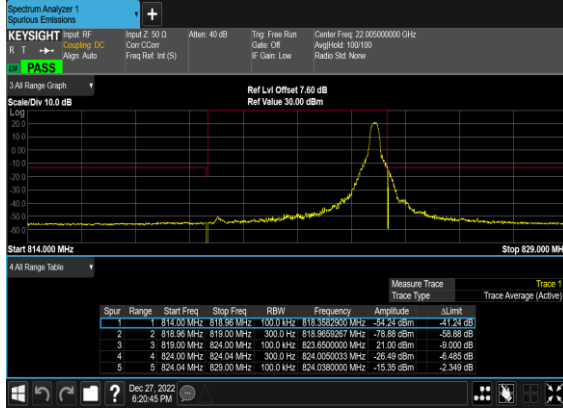 Spectrum Analyzer 1
Spurious Emissions
+
KEYSIGHT Input: RF Input Z: 50 Ω Atten: 40 dB Trig: Free Run Center Freq: 22.005000000 GHz
R T Coupling: DC Corr CCorr Gate: Off Avg|Hold: 100/100
Align: Auto Freq Ref: Int (S) IF Gain: Low Radio Std: None
PASS
3 All Range Graph
Ref Lvl Offset 7.60 dB
Scale/Div 10.0 dB Ref Value 30.00 dBm
Log
20.0
10.0
0.00
-10.0
-20.0
-30.0
-40.0
-50.0
-60.0
Start 814.000 MHz Stop 829.000 MH
4 All Range Table
Measure Trace Trace 1
Trace Type Trace Average (Active)
Spur Range Start Freq Stop Freq RBW Frequency Amplitude ΔLimit
1 1 814.00 MHz 818.96 MHz 100.0 kHz 818.3582900 MHz -54.24 dBm -41.24 dB
2 2 818.96 MHz 819.00 MHz 300.0 Hz 818.9659267 MHz -78.88 dBm -58.88 dB
3 3 819.00 MHz 824.00 MHz 100.0 kHz 823.6500000 MHz 21.00 dBm -9.000 dB
4 4 824.00 MHz 824.04 MHz 300.0 Hz 824.0050033 MHz -26.49 dBm -6.485 dB
5 5 824.04 MHz 829.00 MHz 100.0 kHz 824.0380000 MHz -15.35 dBm -2.349 dB
? Dec 27, 2022
6:20:45 PM